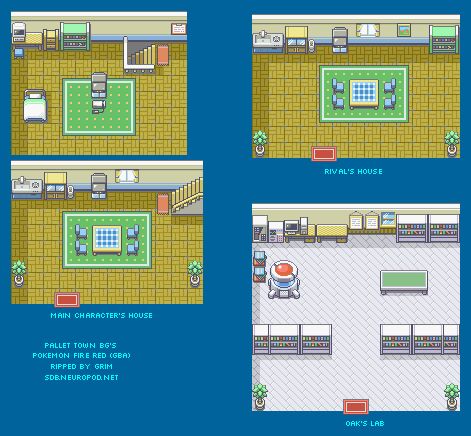 RIVAL'S HOUSE
MAIN CHARACTER'S HOUSE
PALLET TOWN BG'S
POKEMON FIRE RED (GBA)
RIPPED BY GRIM
SDB.NEUROPOD.NET
OAK'S LAB